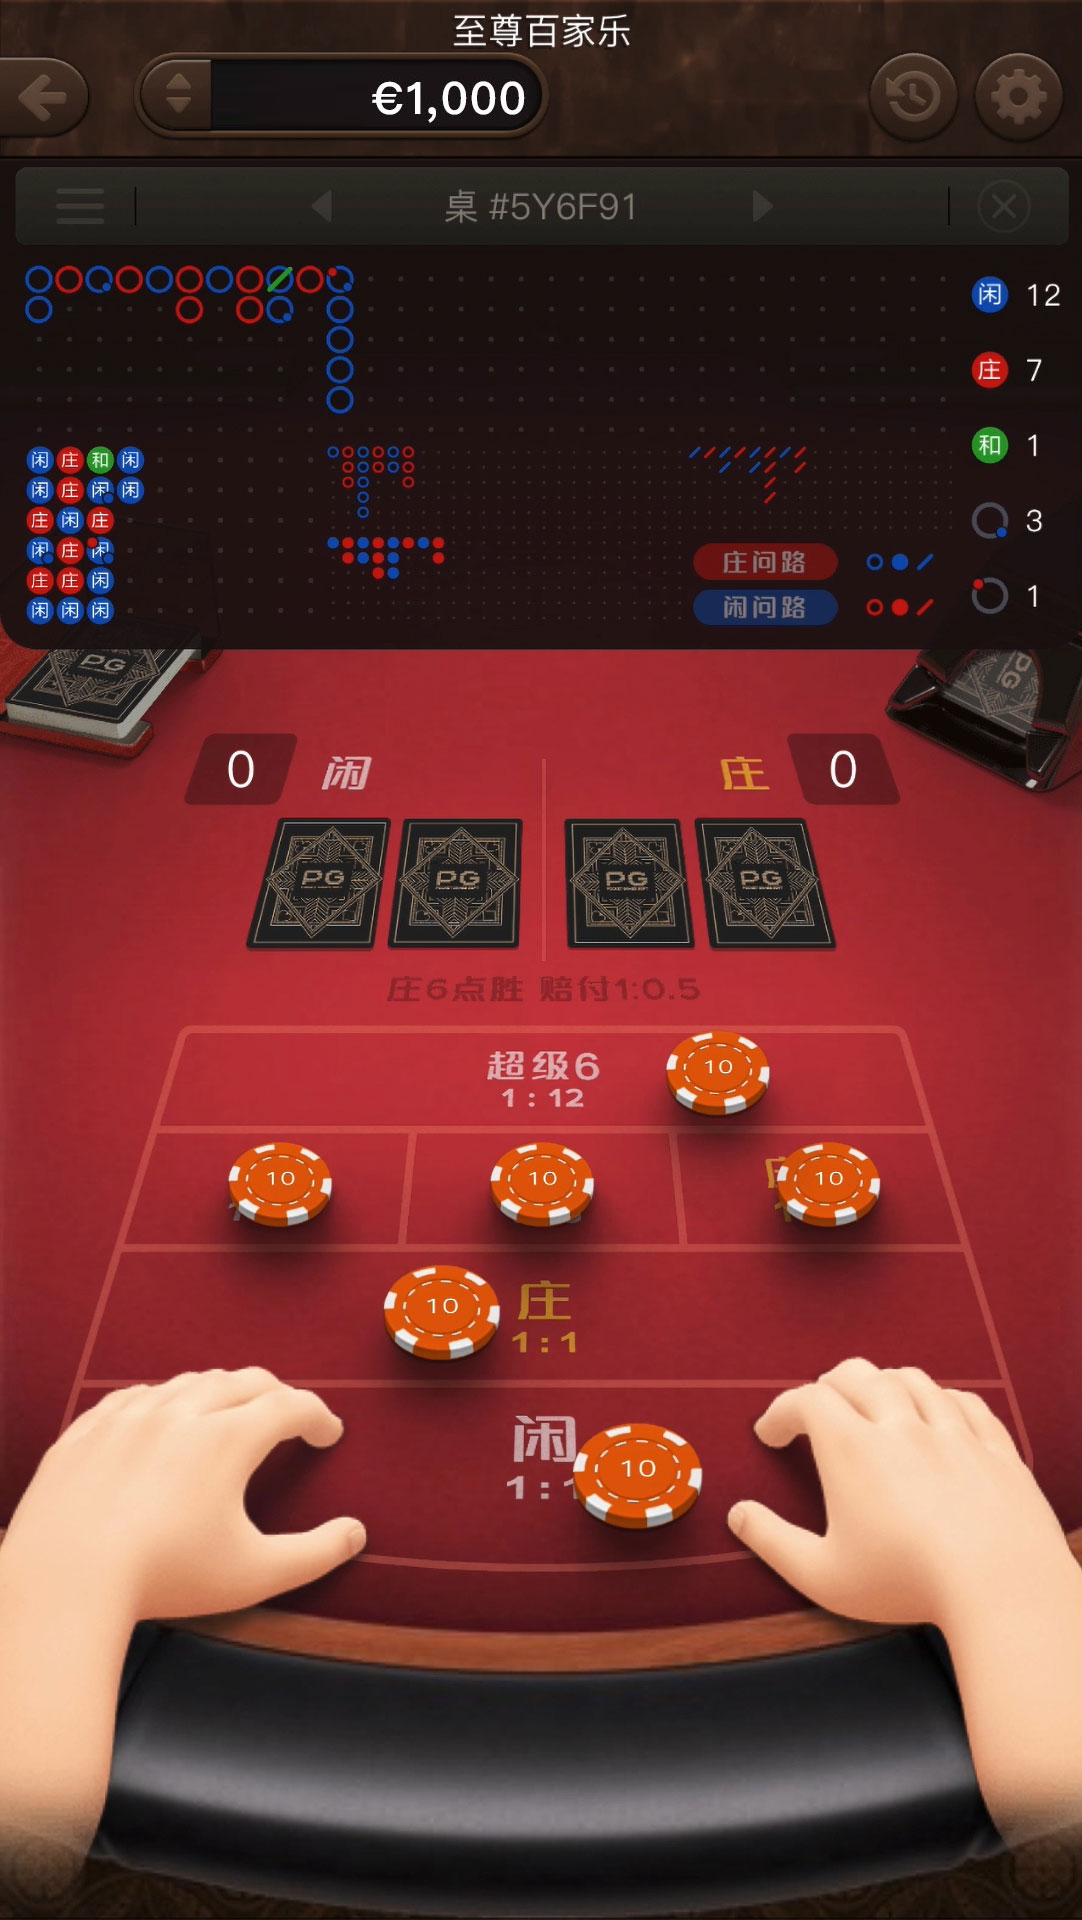 至尊百家乐
€1,000
桌 #5Y6F91
闲 12
庄 7
和 1
3
1
闲 庄 和 闲
闲 庄 闲 闲
庄 闲 庄
闲 庄 闲
庄 庄 闲
闲 闲 闲
庄问路
闲问路
PG
PG
0 闲 庄 0
PG PG PG PG
庄6点胜 赔付1:0.5
超级6
1:12
10
10 10 10
10
庄
1:1
闲
1:1
10